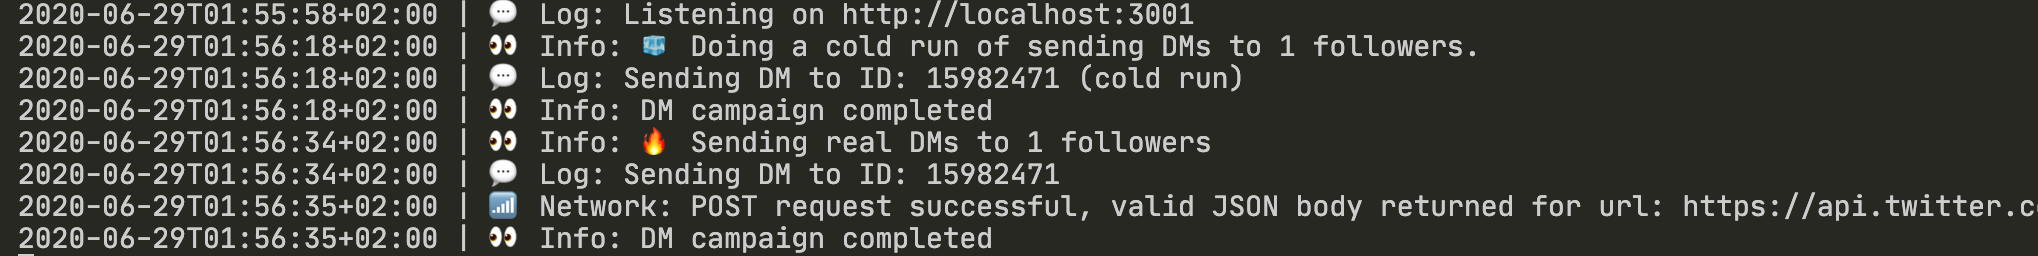 2020-06-29T01:55:58+02:00 | 💬 Log: Listening on http://localhost:3001
2020-06-29T01:56:18+02:00 | 👀 Info: 🧊 Doing a cold run of sending DMs to 1 followers.
2020-06-29T01:56:18+02:00 | 💬 Log: Sending DM to ID: 15982471 (cold run)
2020-06-29T01:56:18+02:00 | 👀 Info: DM campaign completed
2020-06-29T01:56:34+02:00 | 👀 Info: 🔥 Sending real DMs to 1 followers
2020-06-29T01:56:34+02:00 | 💬 Log: Sending DM to ID: 15982471
2020-06-29T01:56:35+02:00 | 📶 Network: POST request successful, valid JSON body returned for url: https://api.twitter.c
2020-06-29T01:56:35+02:00 | 👀 Info: DM campaign completed